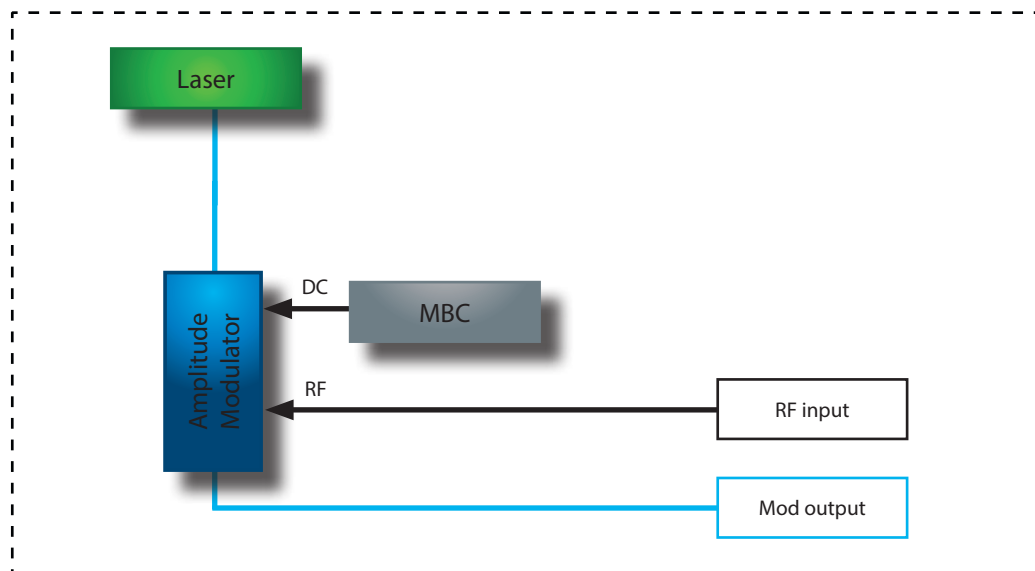 Laser
DC
MBC
Amplitude
Modulator
RF
RF input
Mod output